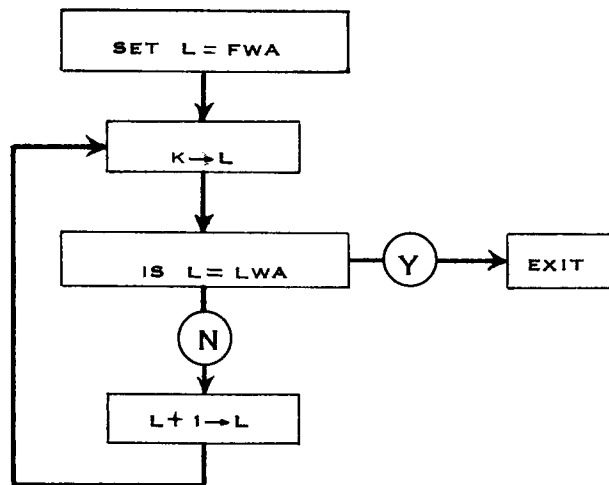 SET L = FWA
K → L
IS L = LWA
Y
EXIT
N
L + 1 → L